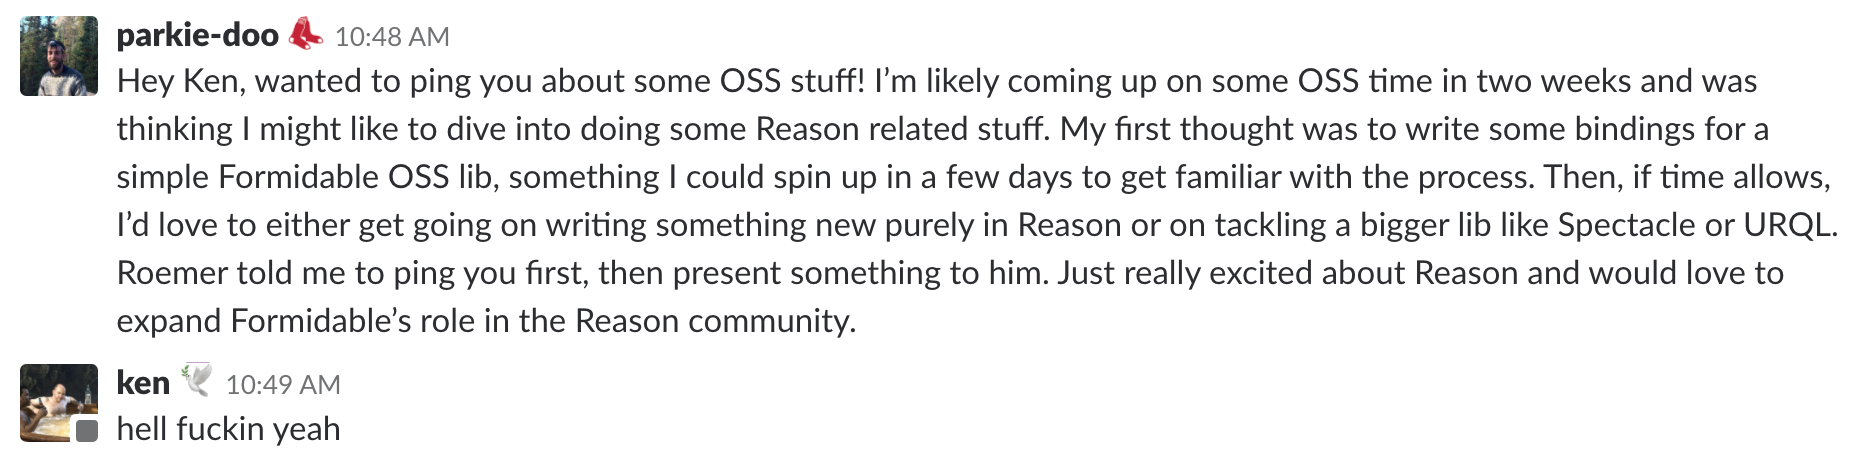 parkie-doo 10:48 AM
Hey Ken, wanted to ping you about some OSS stuff! I’m likely coming up on some OSS time in two weeks and was
thinking I might like to dive into doing some Reason related stuff. My first thought was to write some bindings for a
simple Formidable OSS lib, something I could spin up in a few days to get familiar with the process. Then, if time allows,
I’d love to either get going on writing something new purely in Reason or on tackling a bigger lib like Spectacle or URQL.
Roemer told me to ping you first, then present something to him. Just really excited about Reason and would love to
expand Formidable’s role in the Reason community.
ken 10:49 AM
hell fuckin yeah